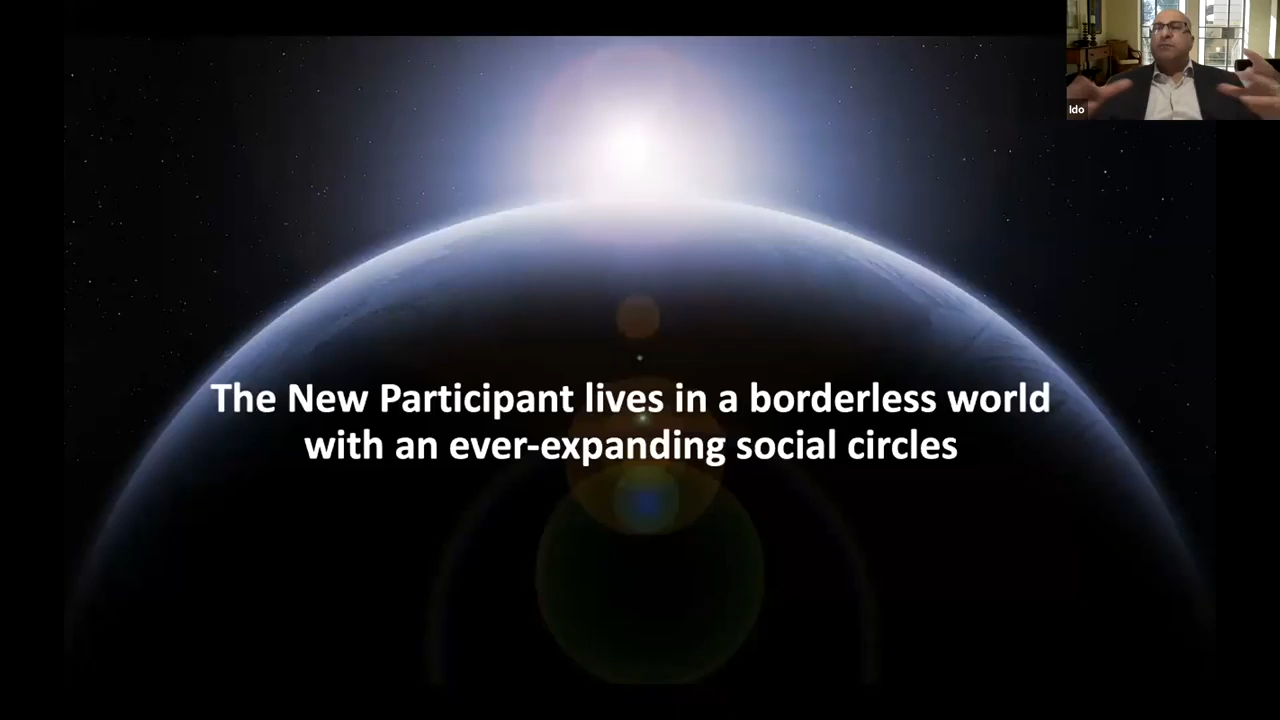 Ido
The New Participant lives in a borderless world
with an ever-expanding social circles